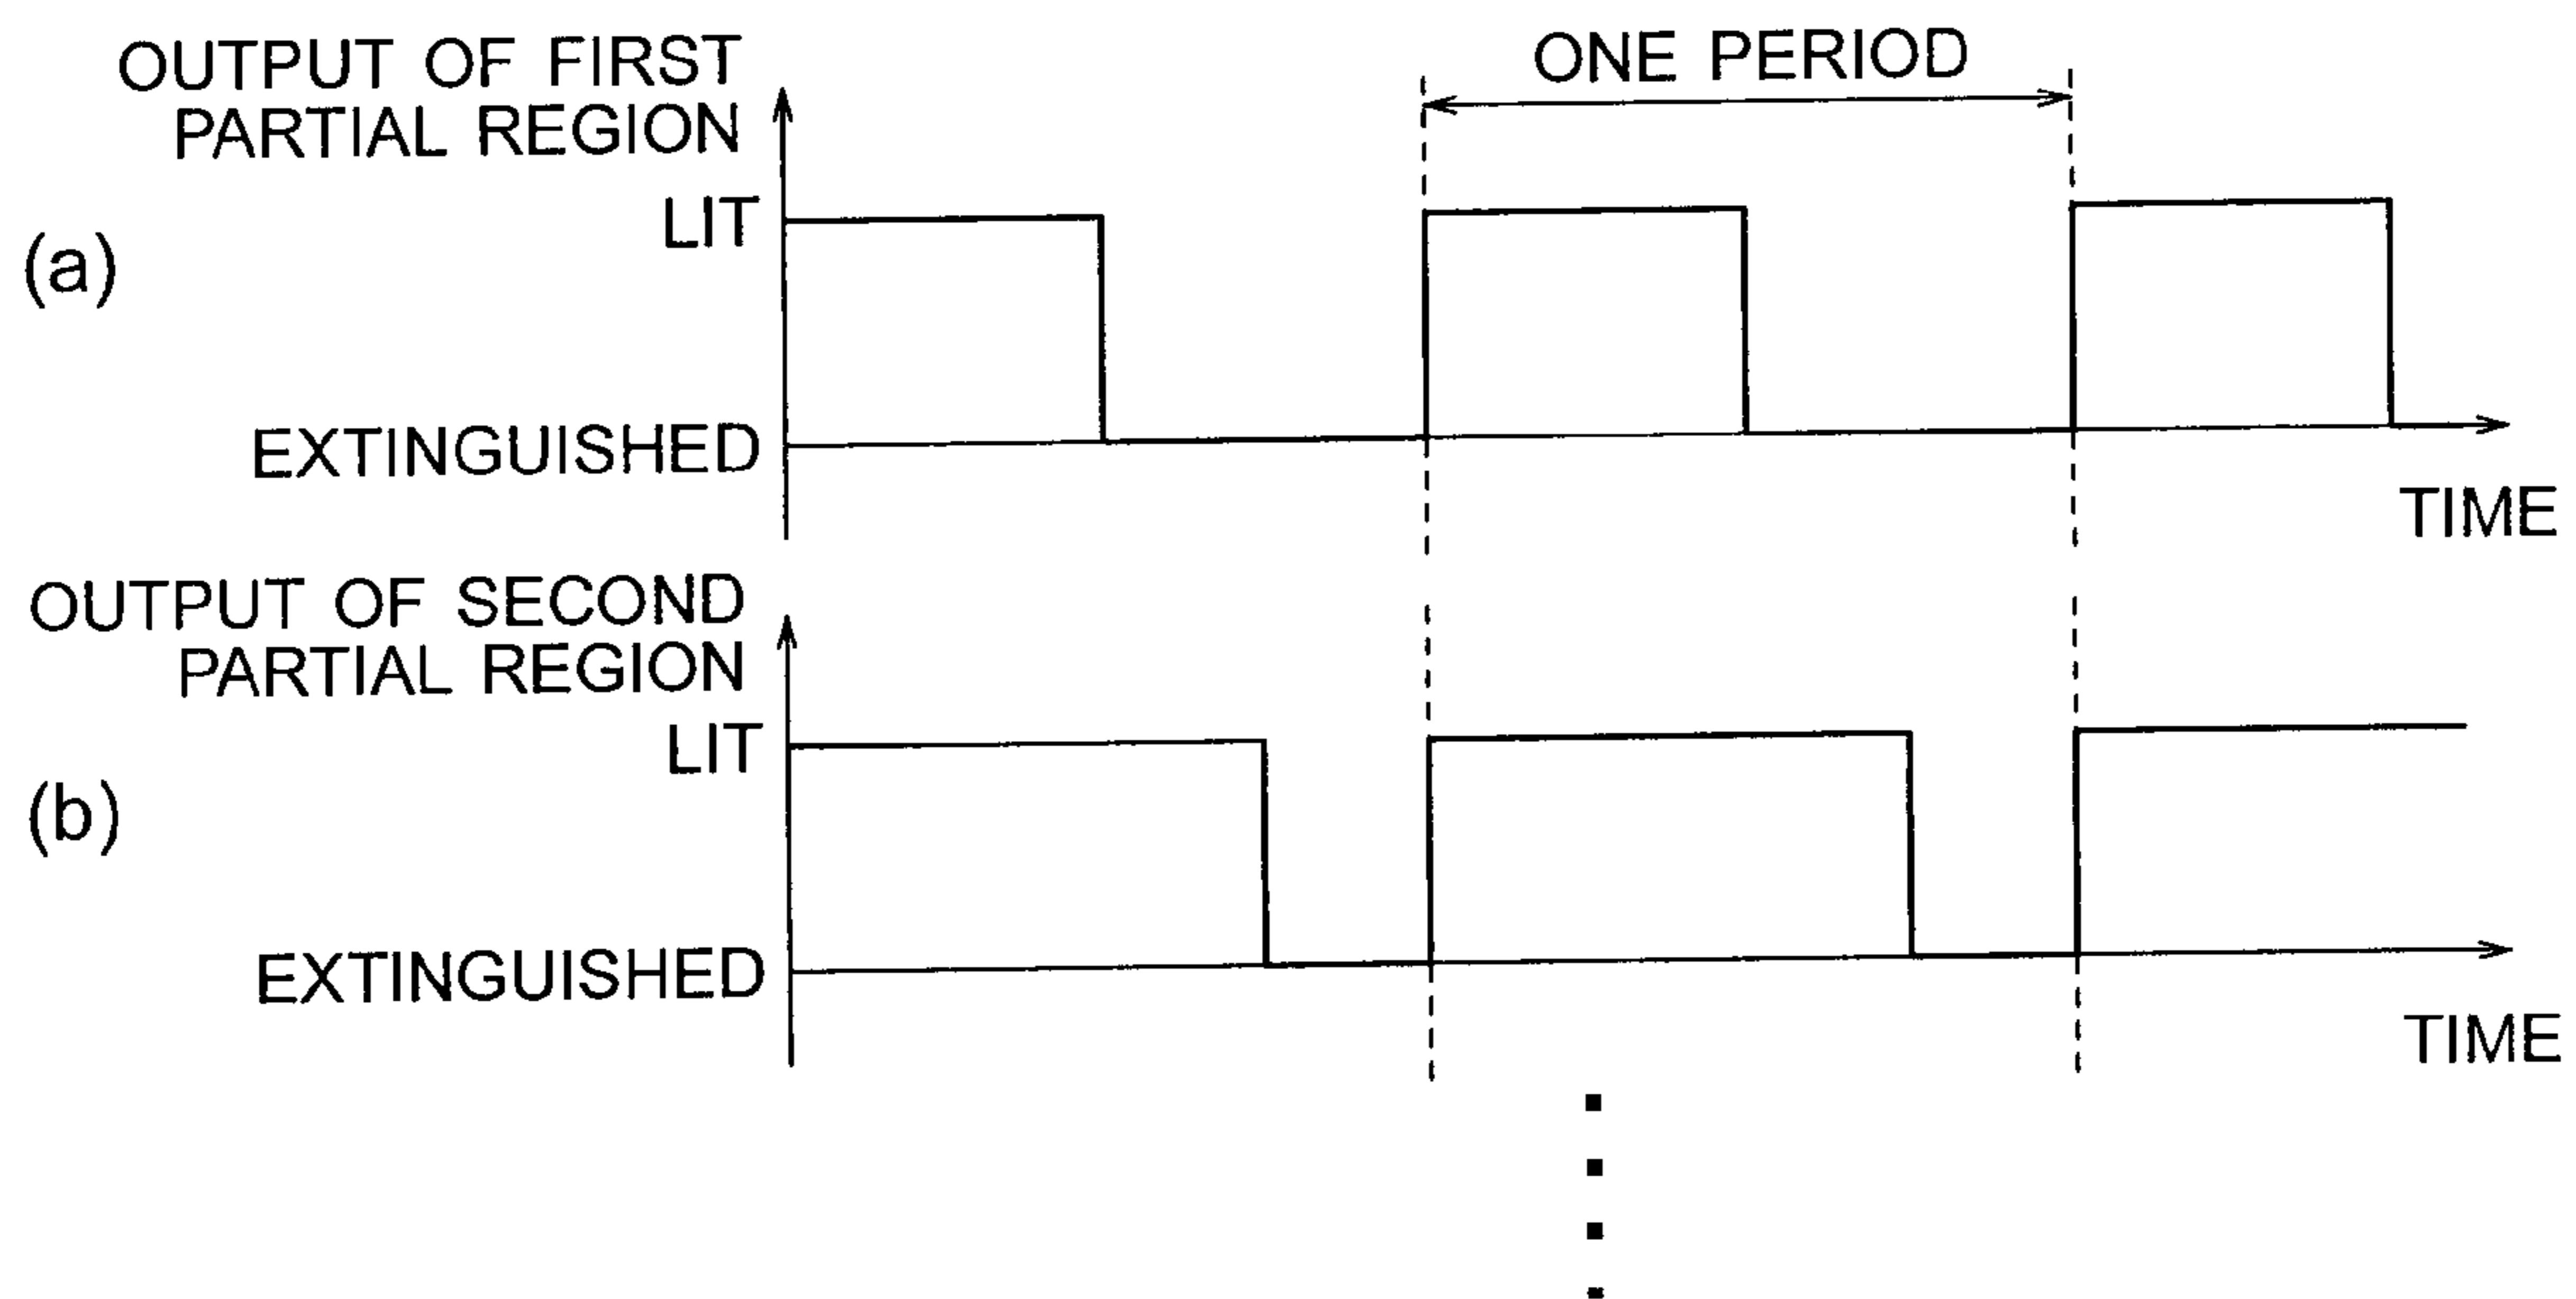 OUTPUT OF FIRST
PARTIAL REGION
ONE PERIOD
LIT
(a)
EXTINGUISHED
TIME
OUTPUT OF SECOND
PARTIAL REGION
LIT
(b)
EXTINGUISHED
TIME